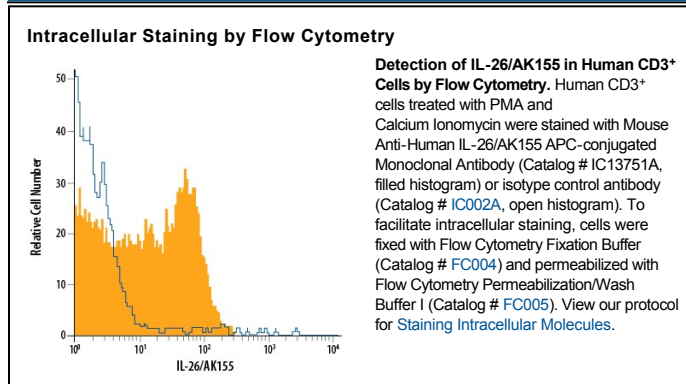 Intracellular Staining by Flow Cytometry
50
40
30
20
10
0
Relative Cell Number
10⁰ 10¹ 10² 10³ 10⁴
IL-26/AK155
Detection of IL-26/AK155 in Human CD3⁺
Cells by Flow Cytometry. Human CD3⁺
cells treated with PMA and
Calcium Ionomycin were stained with Mouse
Anti-Human IL-26/AK155 APC-conjugated
Monoclonal Antibody (Catalog # IC13751A,
filled histogram) or isotype control antibody
(Catalog # IC002A, open histogram). To
facilitate intracellular staining, cells were
fixed with Flow Cytometry Fixation Buffer
(Catalog # FC004) and permeabilized with
Flow Cytometry Permeabilization/Wash
Buffer I (Catalog # FC005). View our protocol
for Staining Intracellular Molecules.